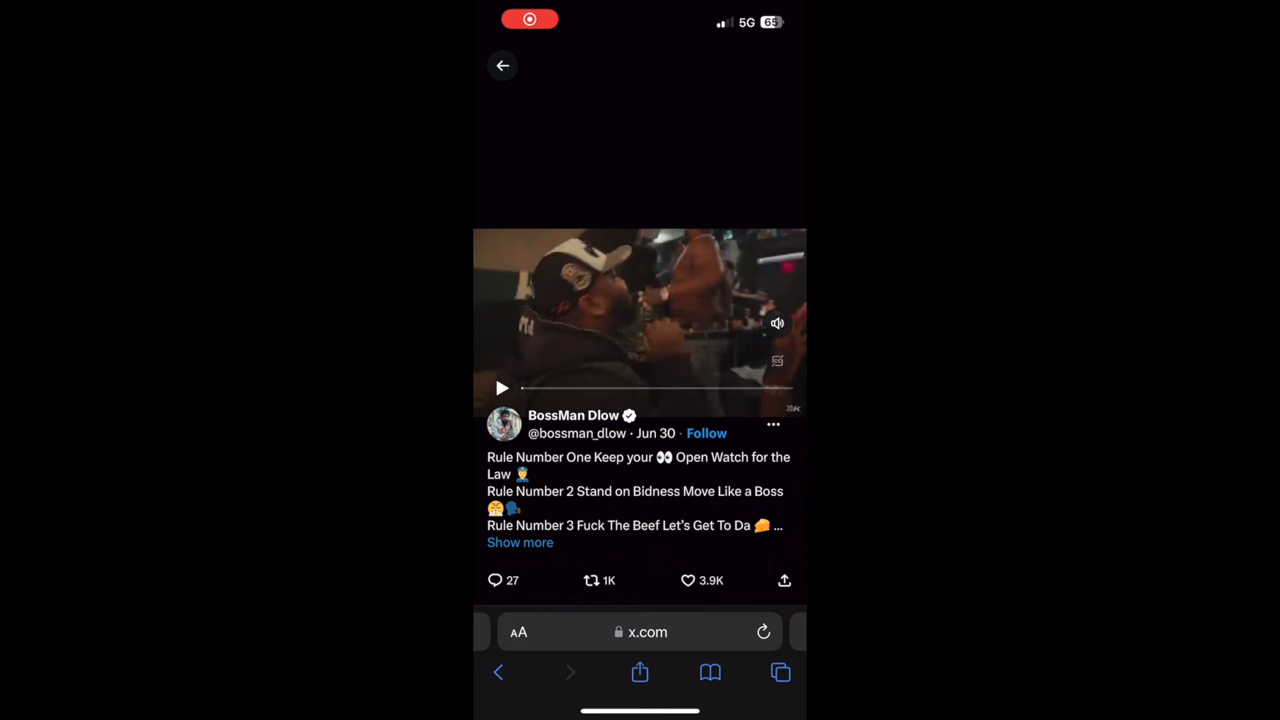 5G 65
BossMan Dlow
@bossman_dlow · Jun 30 · Follow
Rule Number One Keep your 👀 Open Watch for the
Law 👮
Rule Number 2 Stand on Bidness Move Like a Boss
😤🗣️
Rule Number 3 Fuck The Beef Let's Get To Da 🧀 ...
Show more
27 1K 3.9K
AA x.com